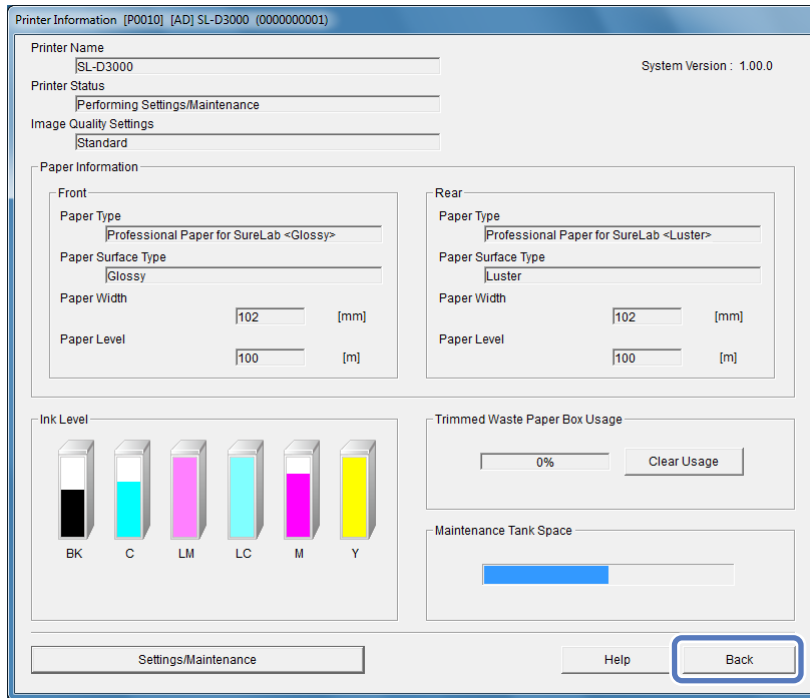 Printer Information [P0010] [AD] SL-D3000 (0000000001)
Printer Name
SL-D3000
System Version : 1.00.0
Printer Status
Performing Settings/Maintenance
Image Quality Settings
Standard
Paper Information
Front
Paper Type
Professional Paper for SureLab <Glossy>
Paper Surface Type
Glossy
Paper Width
102 [mm]
Paper Level
100 [m]
Rear
Paper Type
Professional Paper for SureLab <Luster>
Paper Surface Type
Luster
Paper Width
102 [mm]
Paper Level
100 [m]
Ink Level
BK C LM LC M Y
Trimmed Waste Paper Box Usage
0% Clear Usage
Maintenance Tank Space
Settings/Maintenance Help Back